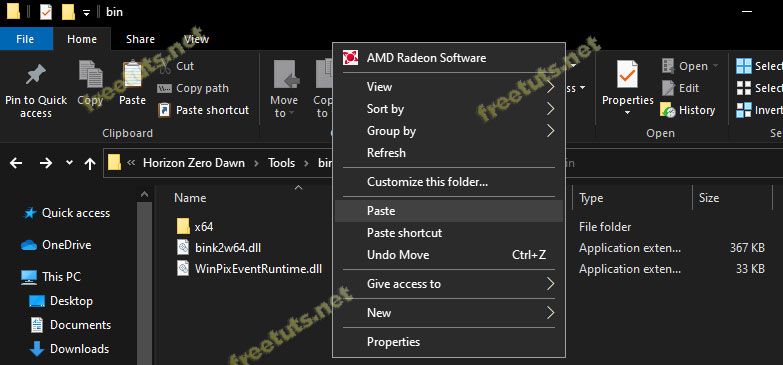 bin
File
Home
Share
View
Pin to Quick access
Copy
Paste
Cut
Copy path
Paste shortcut
Clipboard
Move to
Copy to
Properties
Open
Edit
History
Open
Select
Select
Horizon Zero Dawn > Tools > bin
Name
Type
Size
Quick access
OneDrive
This PC
Desktop
Documents
Downloads
x64
File folder
bink2w64.dll
Application exten...
367 KB
WinPixEventRuntime.dll
Application exten...
33 KB
AMD Radeon Software
View
Sort by
Group by
Refresh
Customize this folder...
Paste
Paste shortcut
Undo Move
Ctrl+Z
Give access to
New
Properties
freetuts.net
freetuts.net
freetuts.net